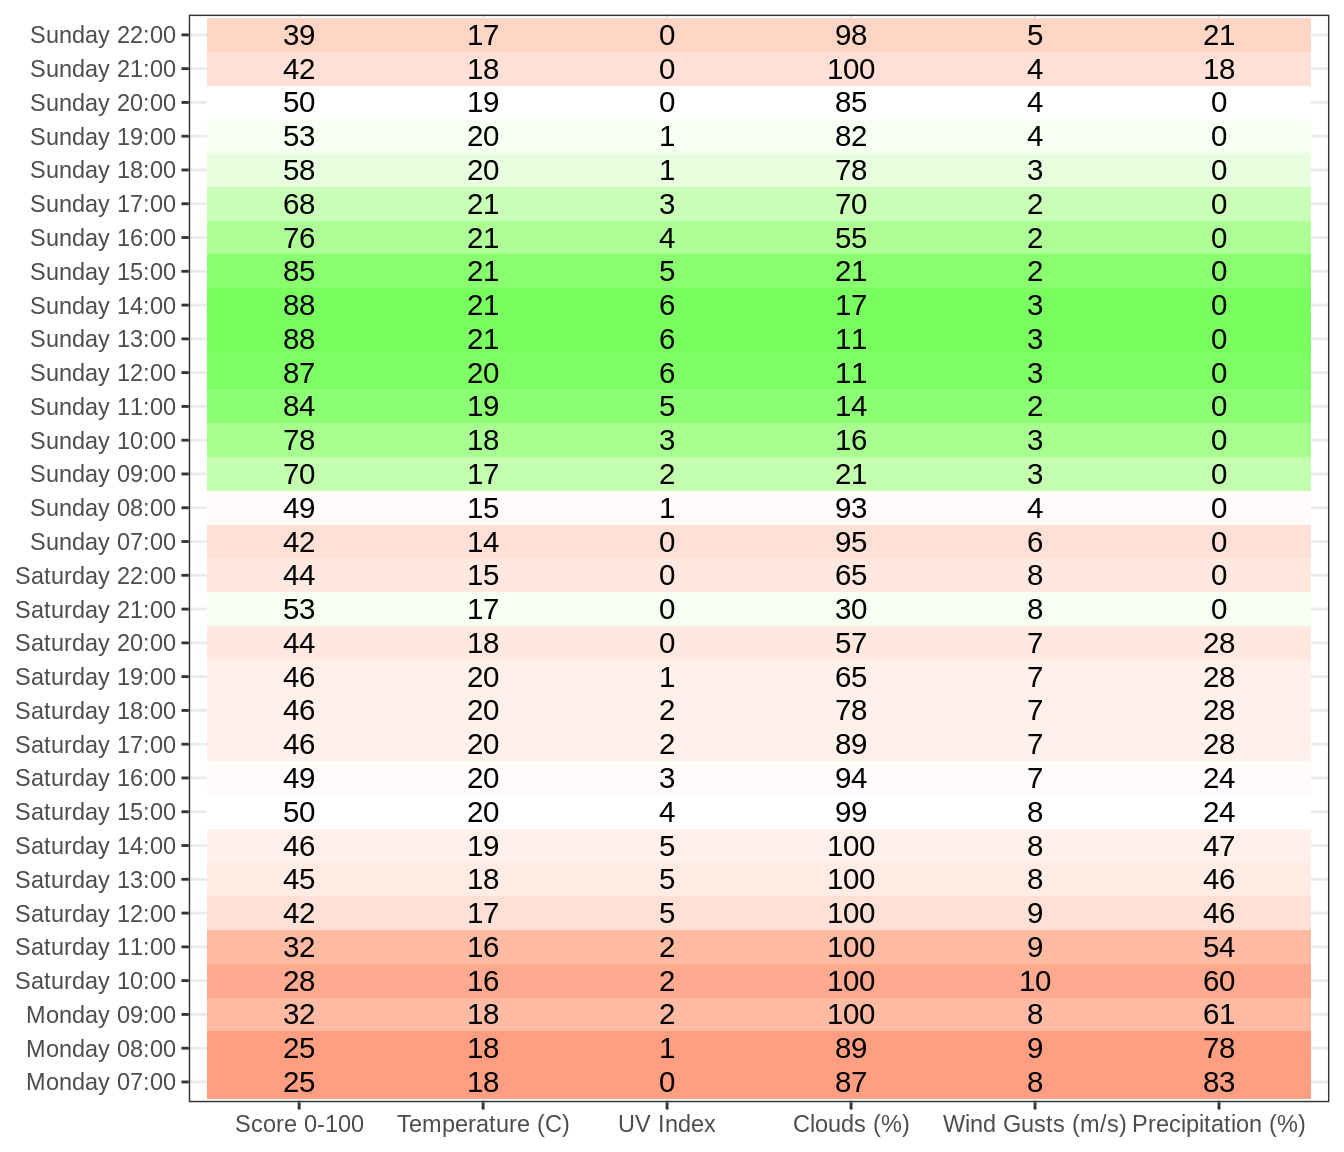 Sunday 22:00 39 17 0 98 5 21
Sunday 21:00 42 18 0 100 4 18
Sunday 20:00 50 19 0 85 4 0
Sunday 19:00 53 20 1 82 4 0
Sunday 18:00 58 20 1 78 3 0
Sunday 17:00 68 21 3 70 2 0
Sunday 16:00 76 21 4 55 2 0
Sunday 15:00 85 21 5 21 2 0
Sunday 14:00 88 21 6 17 3 0
Sunday 13:00 88 21 6 11 3 0
Sunday 12:00 87 20 6 11 3 0
Sunday 11:00 84 19 5 14 2 0
Sunday 10:00 78 18 3 16 3 0
Sunday 09:00 70 17 2 21 3 0
Sunday 08:00 49 15 1 93 4 0
Sunday 07:00 42 14 0 95 6 0
Saturday 22:00 44 15 0 65 8 0
Saturday 21:00 53 17 0 30 8 0
Saturday 20:00 44 18 0 57 7 28
Saturday 19:00 46 20 1 65 7 28
Saturday 18:00 46 20 2 78 7 28
Saturday 17:00 46 20 2 89 7 28
Saturday 16:00 49 20 3 94 7 24
Saturday 15:00 50 20 4 99 8 24
Saturday 14:00 46 19 5 100 8 47
Saturday 13:00 45 18 5 100 8 46
Saturday 12:00 42 17 5 100 9 46
Saturday 11:00 32 16 2 100 9 54
Saturday 10:00 28 16 2 100 10 60
Monday 09:00 32 18 2 100 8 61
Monday 08:00 25 18 1 89 9 78
Monday 07:00 25 18 0 87 8 83
Score 0-100 Temperature (C) UV Index Clouds (%) Wind Gusts (m/s) Precipitation (%)